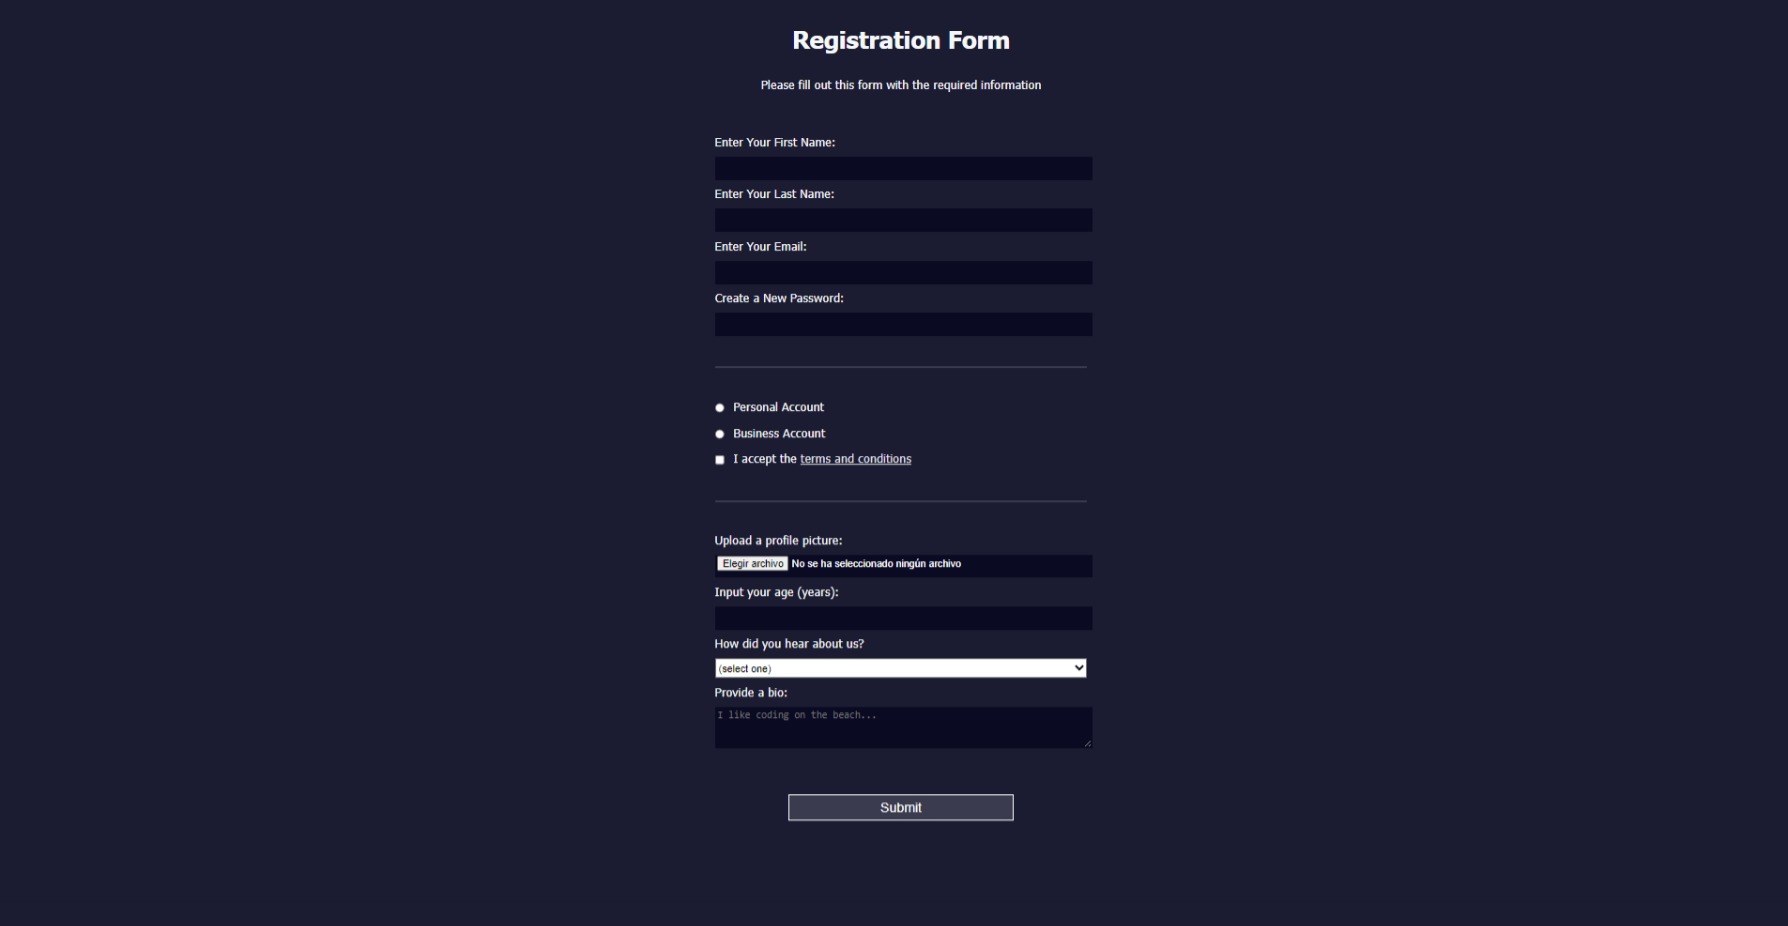 Registration Form
Please fill out this form with the required information
Enter Your First Name:
Enter Your Last Name:
Enter Your Email:
Create a New Password:
Personal Account
Business Account
I accept the terms and conditions
Upload a profile picture:
Elegir archivo No se ha seleccionado ningún archivo
Input your age (years):
How did you hear about us?
(select one)
Provide a bio:
I like coding on the beach...
Submit